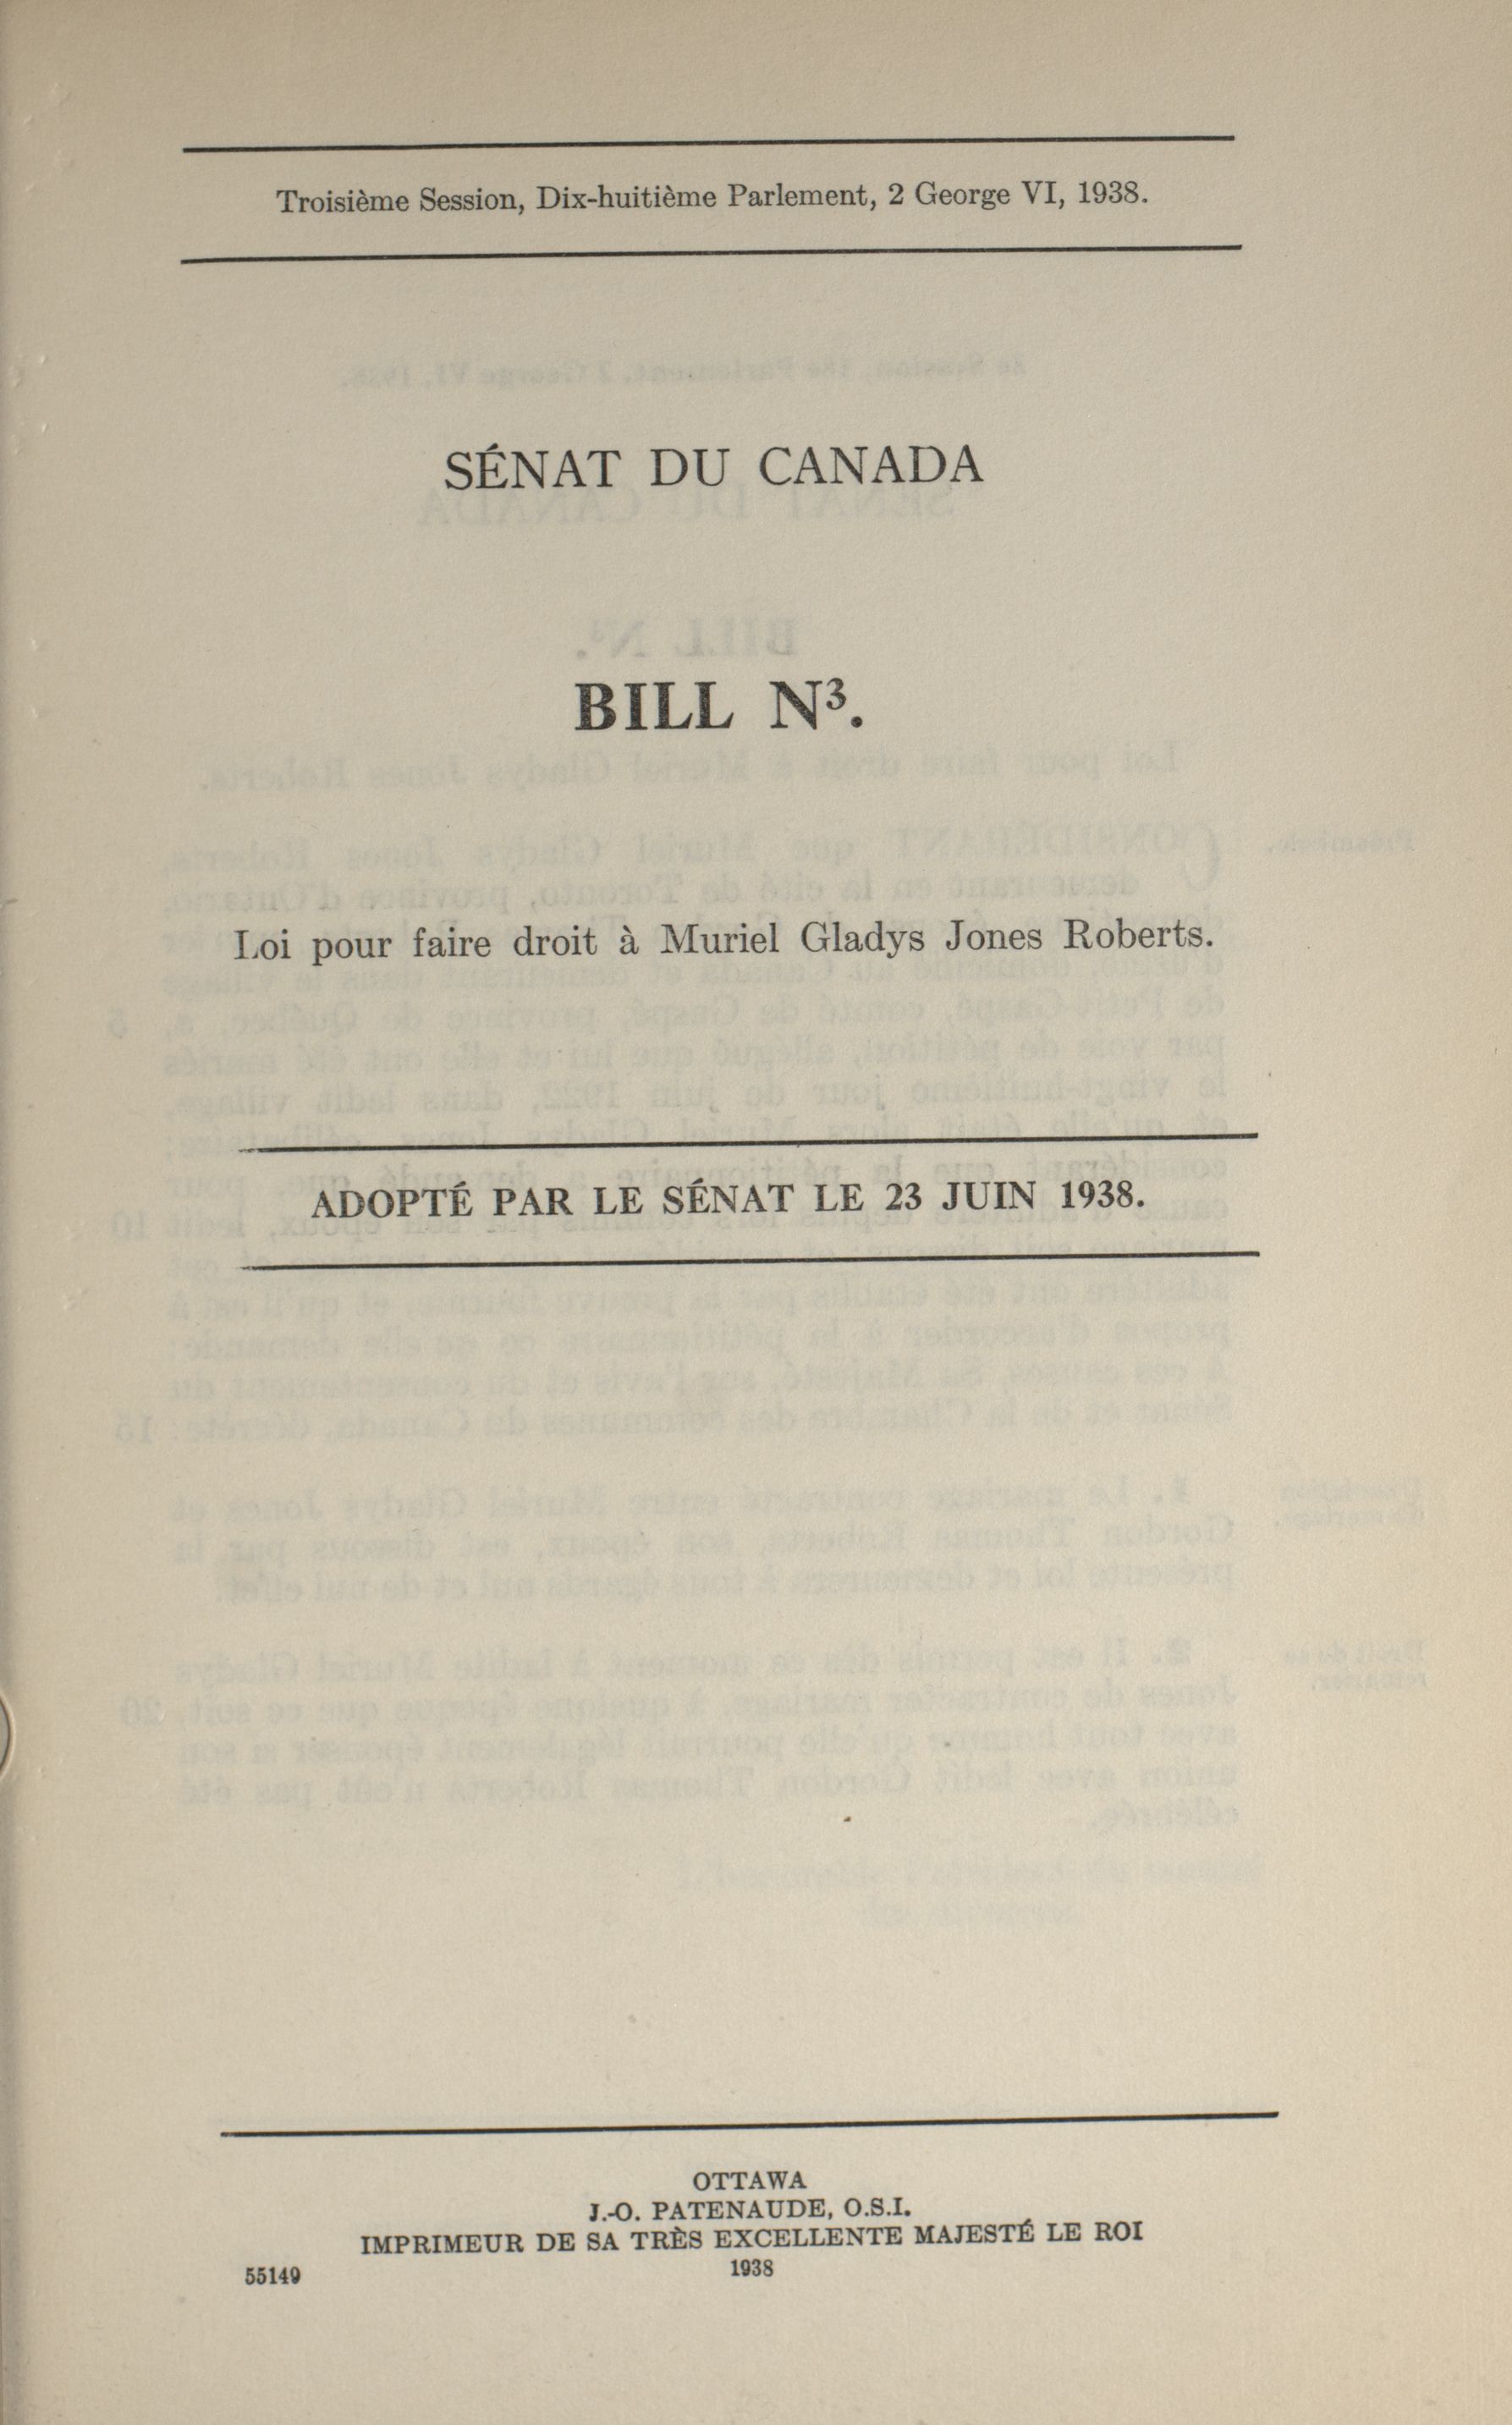 Troisième Session, Dix-huitième Parlement, 2 George VI, 1938.
SÉNAT DU CANADA
BILL N³.
Loi pour faire droit à Muriel Gladys Jones Roberts.
ADOPTÉ PAR LE SÉNAT LE 23 JUIN 1938.
OTTAWA
J.-O. PATENAUDE, O.S.I.
IMPRIMEUR DE SA TRÈS EXCELLENTE MAJESTÉ LE ROI
55149 1938